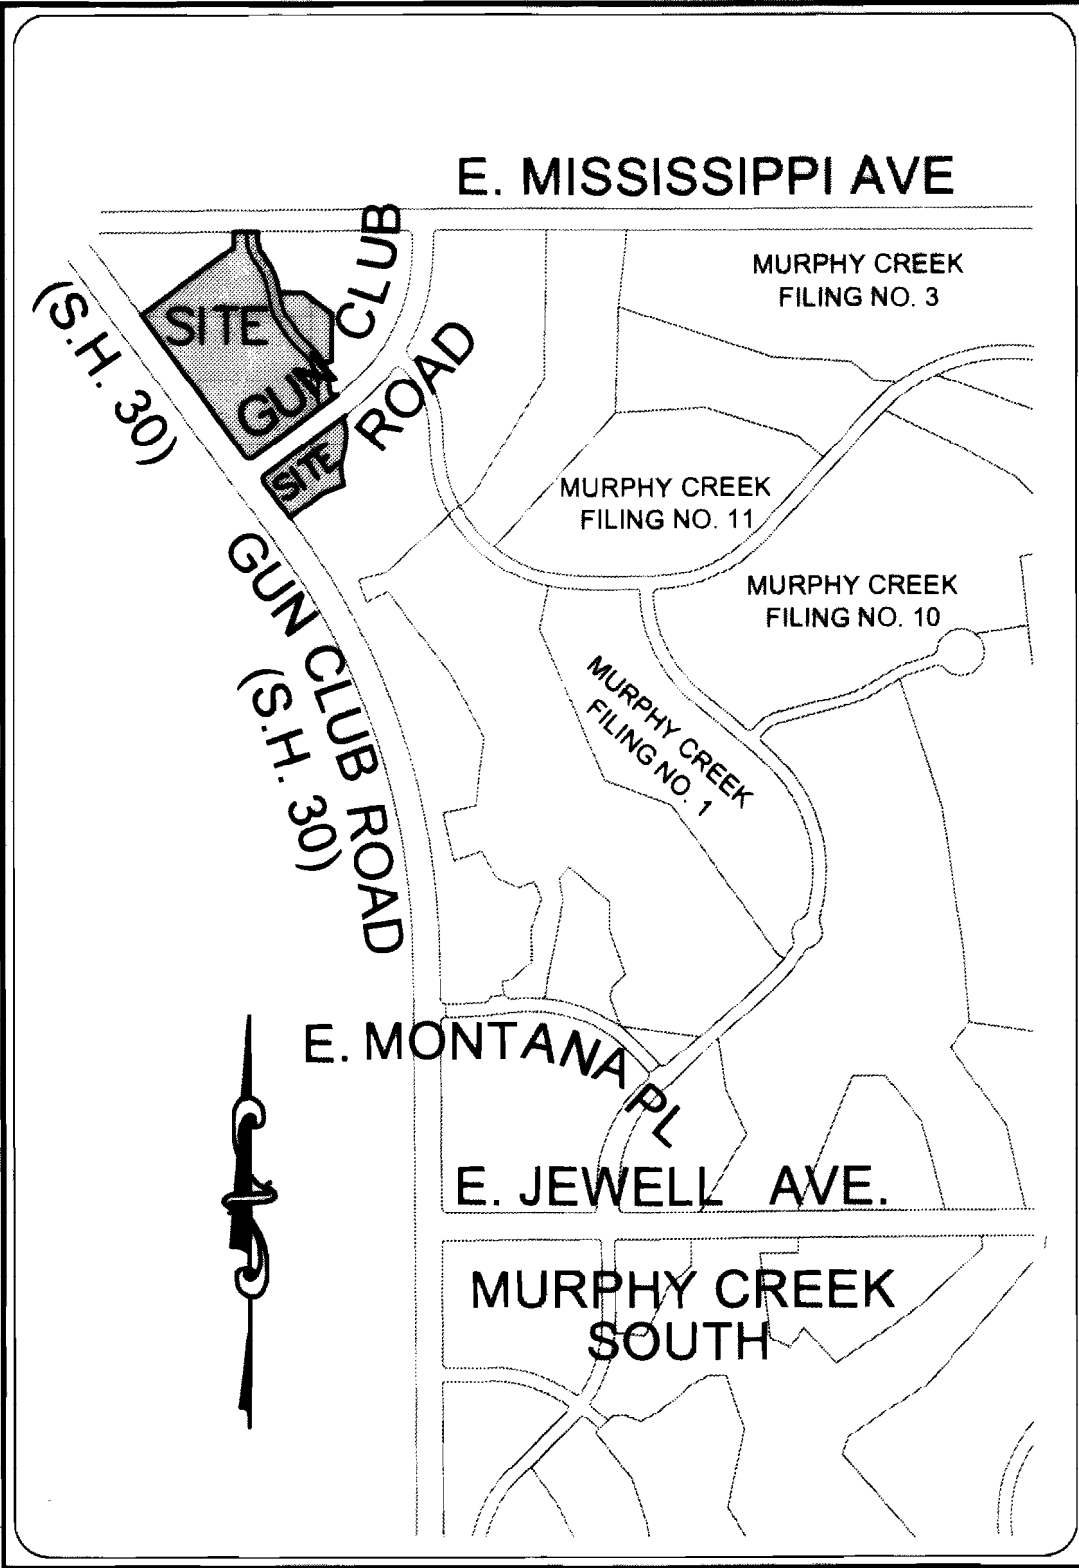 E. MISSISSIPPI AVE
MURPHY CREEK
FILING NO. 3
(S.H. 30)
SITE
GUN CLUB
ROAD
SITE
MURPHY CREEK
FILING NO. 11
MURPHY CREEK
FILING NO. 10
GUN CLUB ROAD
(S.H. 30)
MURPHY CREEK
FILING NO. 1
E. MONTANA PL
E. JEWELL AVE.
MURPHY CREEK
SOUTH